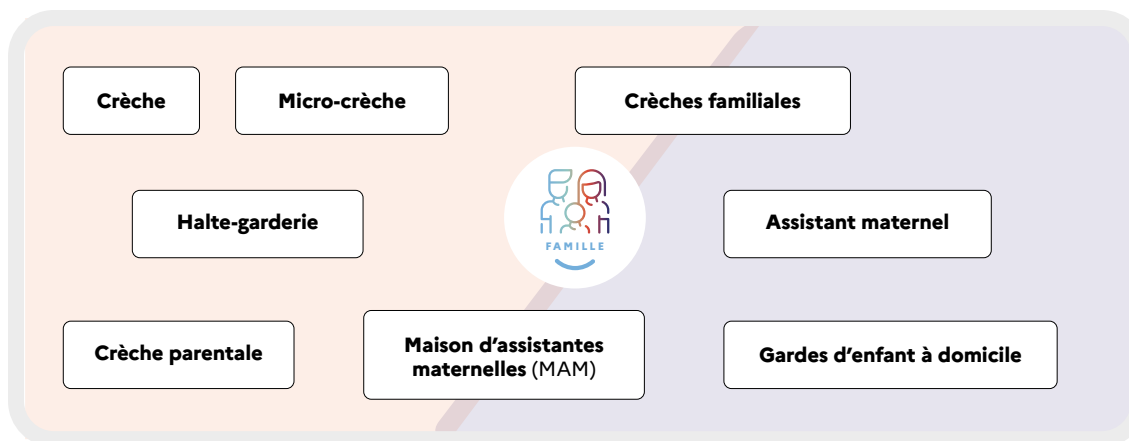 Crèche
Micro-crèche
Crèches familiales
FAMILLE
Halte-garderie
Assistant maternel
Crèche parentale
Maison d’assistantes
maternelles (MAM)
Gardes d’enfant à domicile